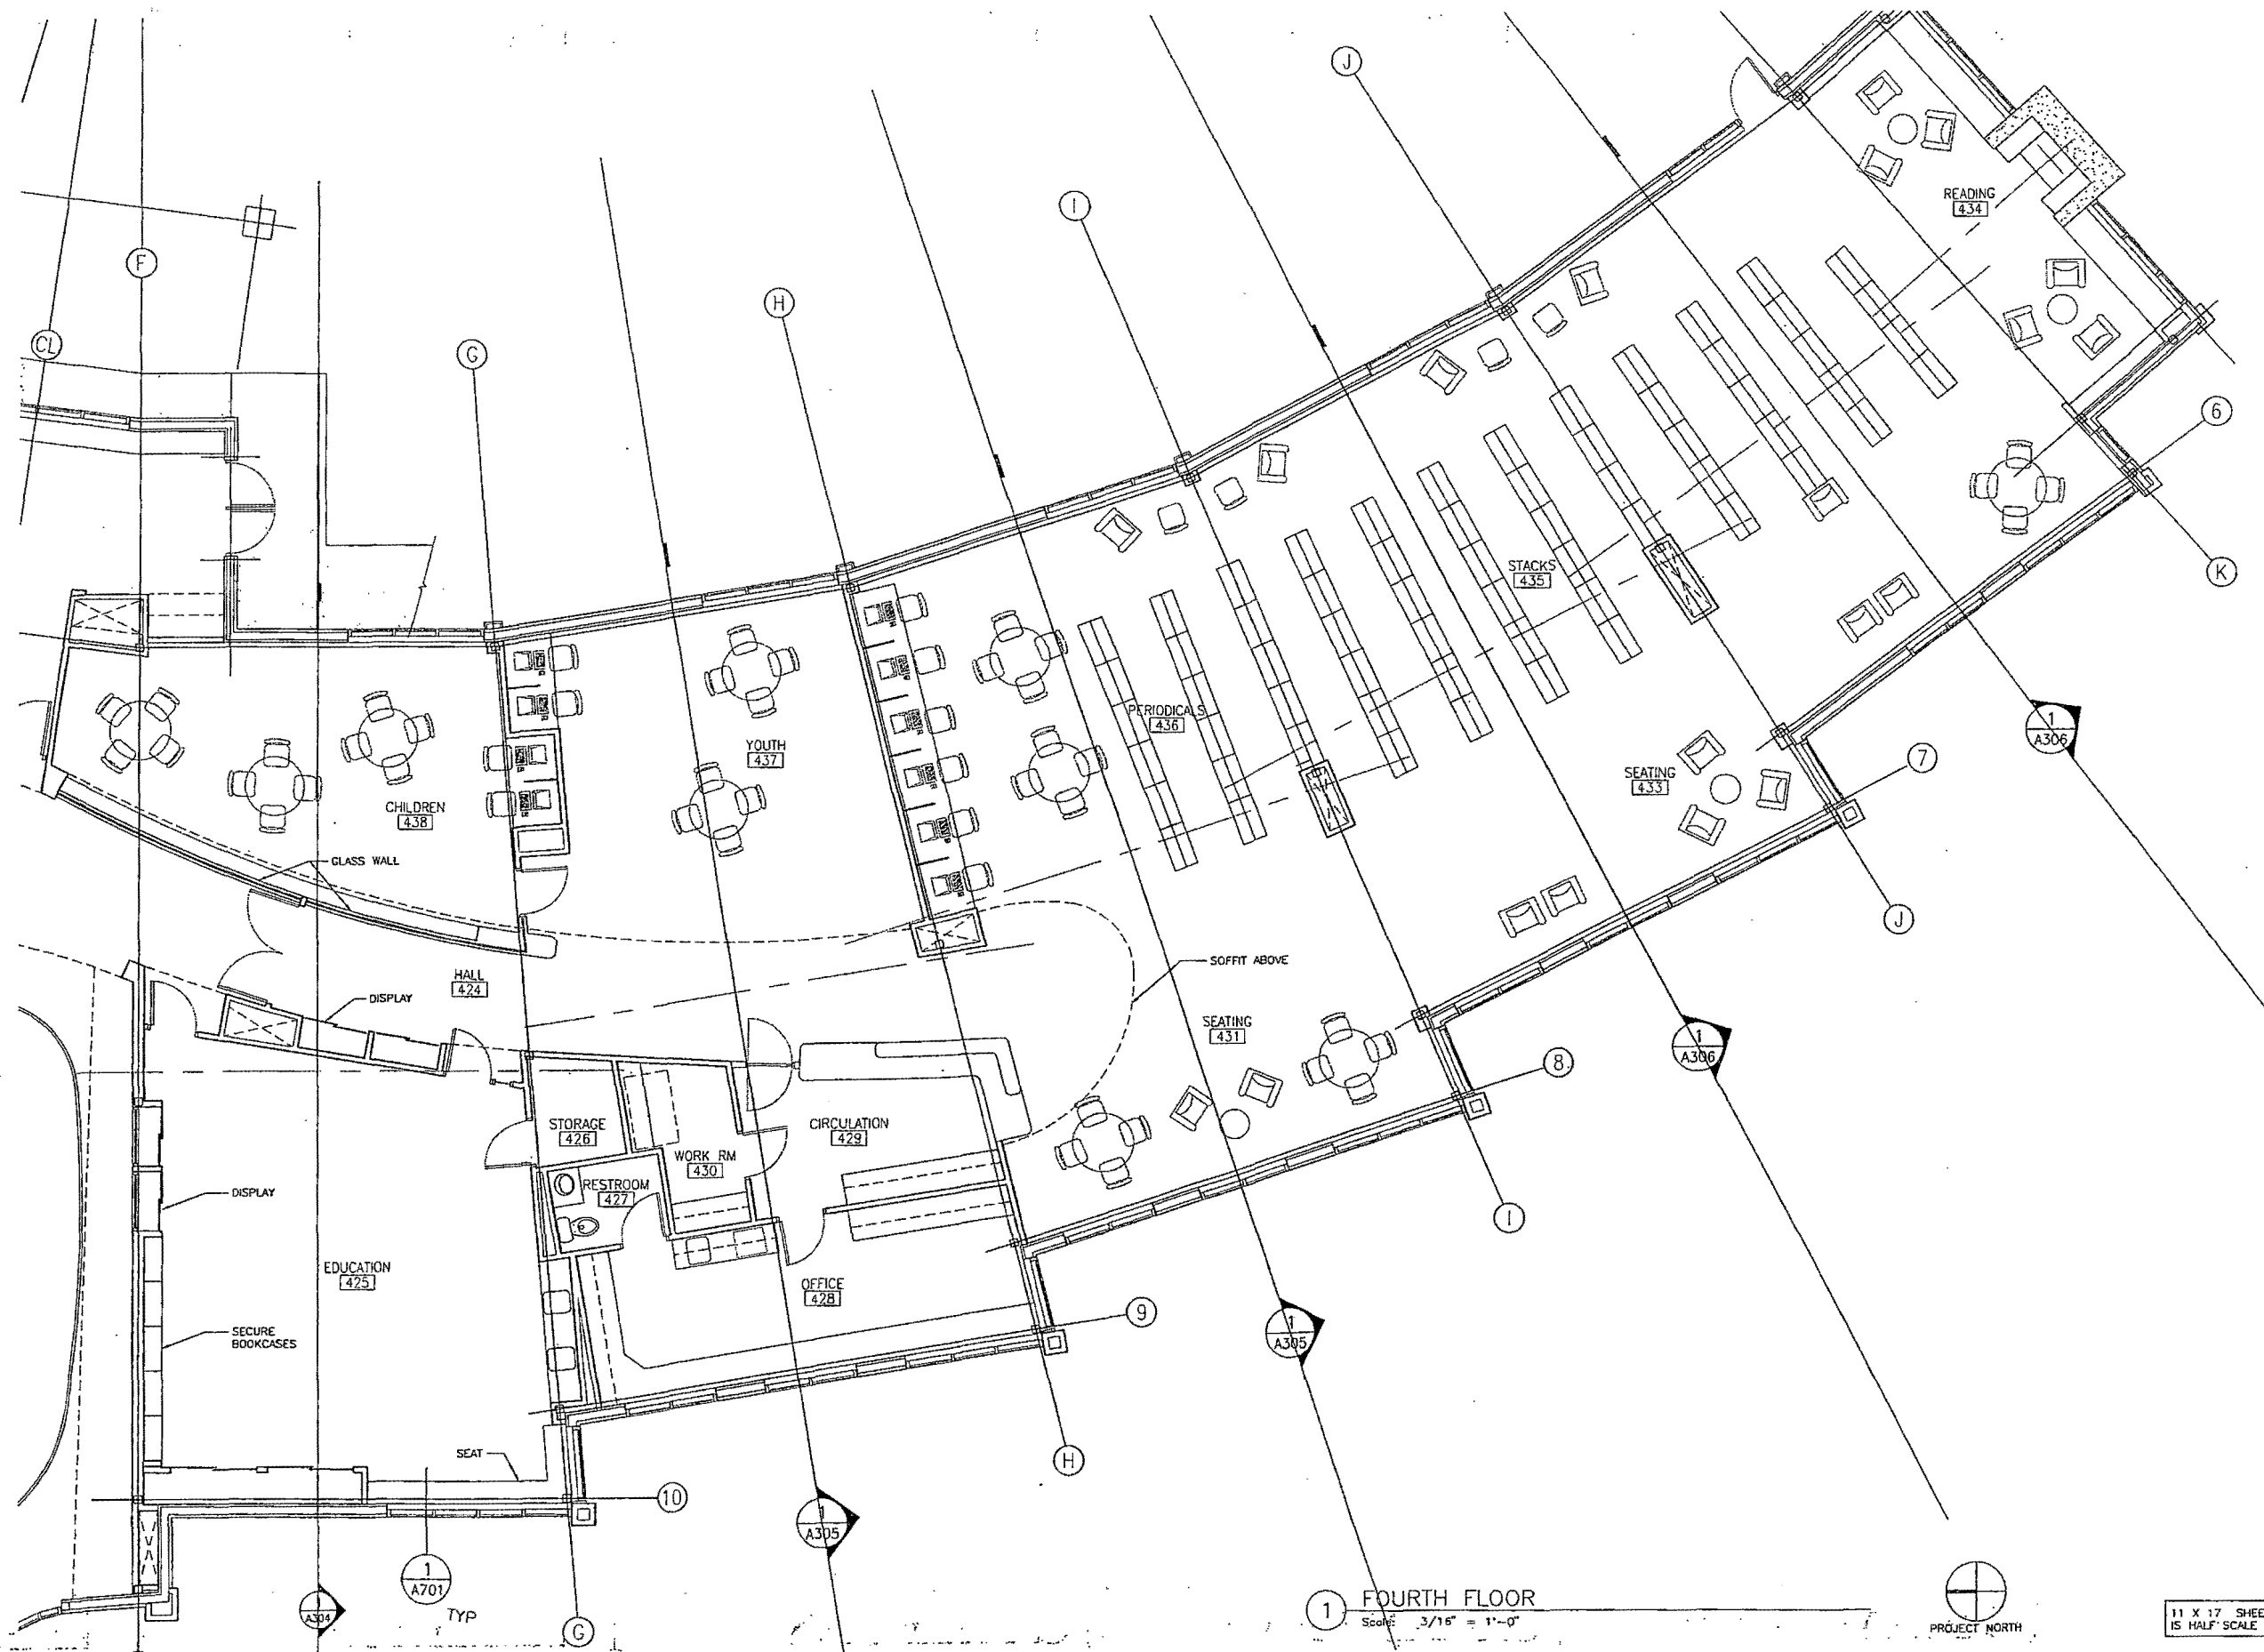 J
READING
434
F
I
H
CL
G
6
K
STACKS
435
PERIODICALS
436
YOUTH
437
1
A306
SEATING
433
7
CHILDREN
438
GLASS WALL
J
HALL
424
DISPLAY
SOFFIT ABOVE
SEATING
431
1
A306
8
STORAGE
426
CIRCULATION
429
WORK RM
430
RESTROOM
427
DISPLAY
I
EDUCATION
425
OFFICE
428
9
1
A305
SECURE
BOOKCASES
SEAT
H
10
1
A305
1
A701
TYP
A304
G
1
FOURTH FLOOR
Scale: 3/16" = 1'-0"
PROJECT NORTH
11 X 17 SHEE
IS HALF SCALE